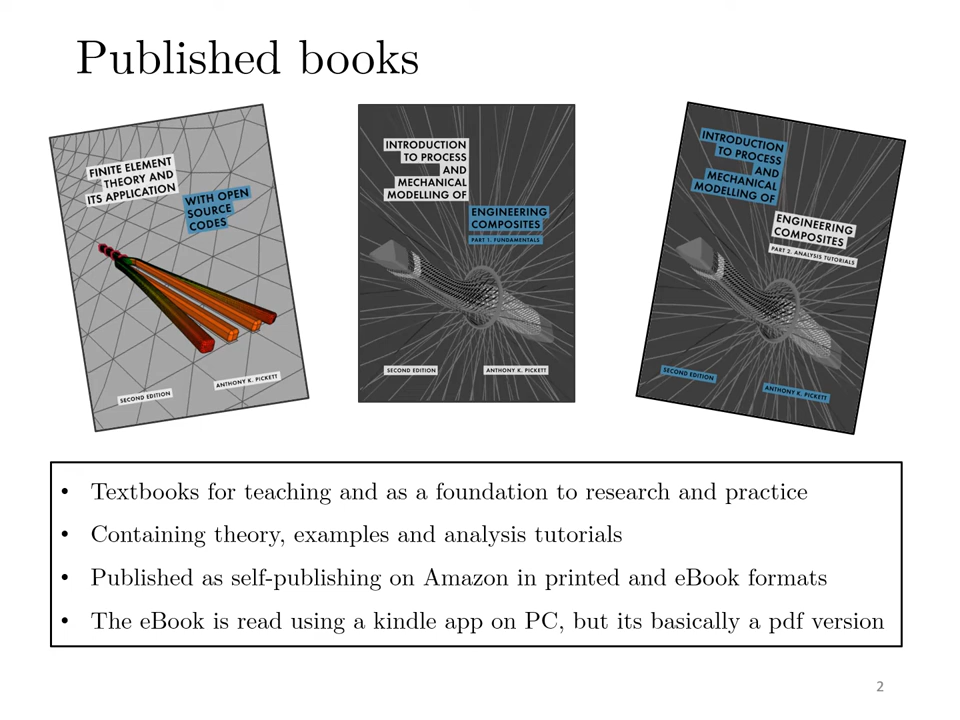 Published books
FINITE ELEMENT
THEORY AND
ITS APPLICATION
WITH OPEN
SOURCE
CODES
SECOND EDITION
ANTHONY K. PICKETT
INTRODUCTION
TO PROCESS
AND
MECHANICAL
MODELLING OF
ENGINEERING
COMPOSITES
PART 1. FUNDAMENTALS
SECOND EDITION
ANTHONY K. PICKETT
INTRODUCTION
TO PROCESS
AND
MECHANICAL
MODELLING OF
ENGINEERING
COMPOSITES
PART 2. ANALYSIS TUTORIALS
SECOND EDITION
ANTHONY K. PICKETT
• Textbooks for teaching and as a foundation to research and practice
• Containing theory, examples and analysis tutorials
• Published as self-publishing on Amazon in printed and eBook formats
• The eBook is read using a kindle app on PC, but its basically a pdf version
2